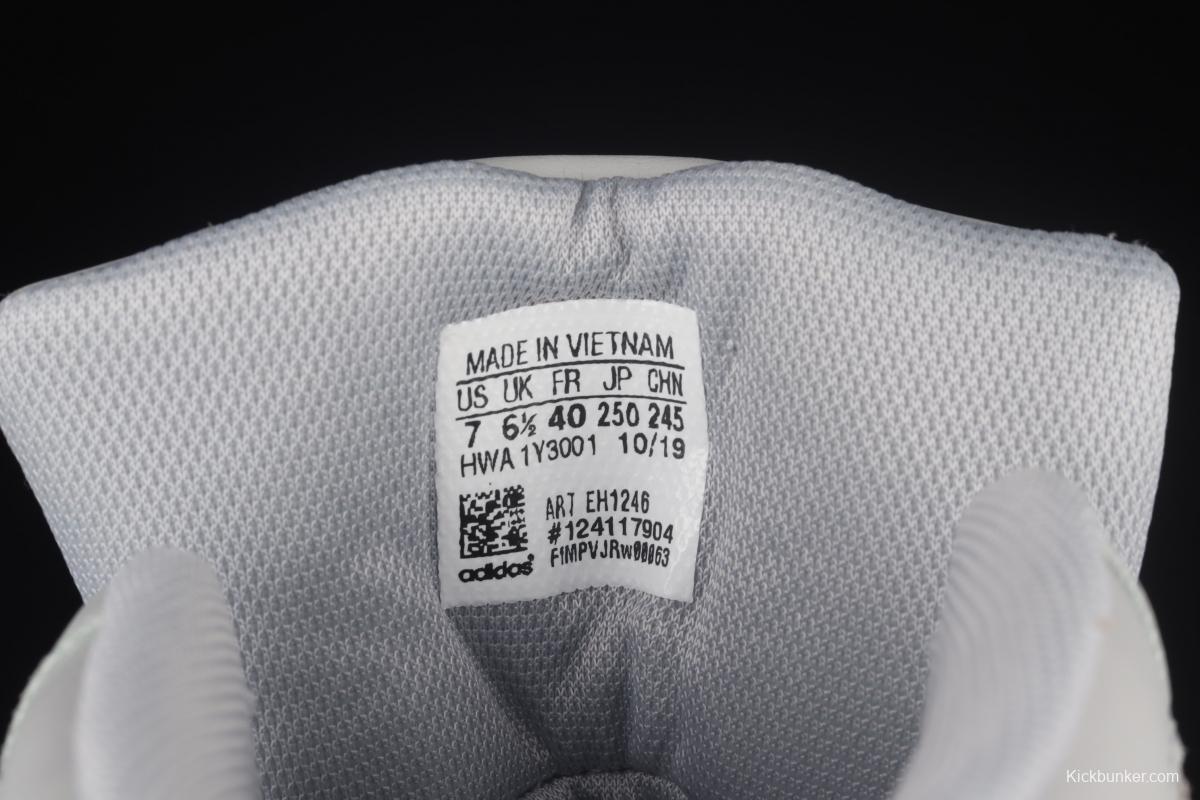 MADE IN VIETNAM
US UK FR JP CHN
7 6½ 40 250 245
HWA 1Y3001 10/19
ART EH1246
#124117904
F1MPVJRw00063
adidas
Kickbunker.com